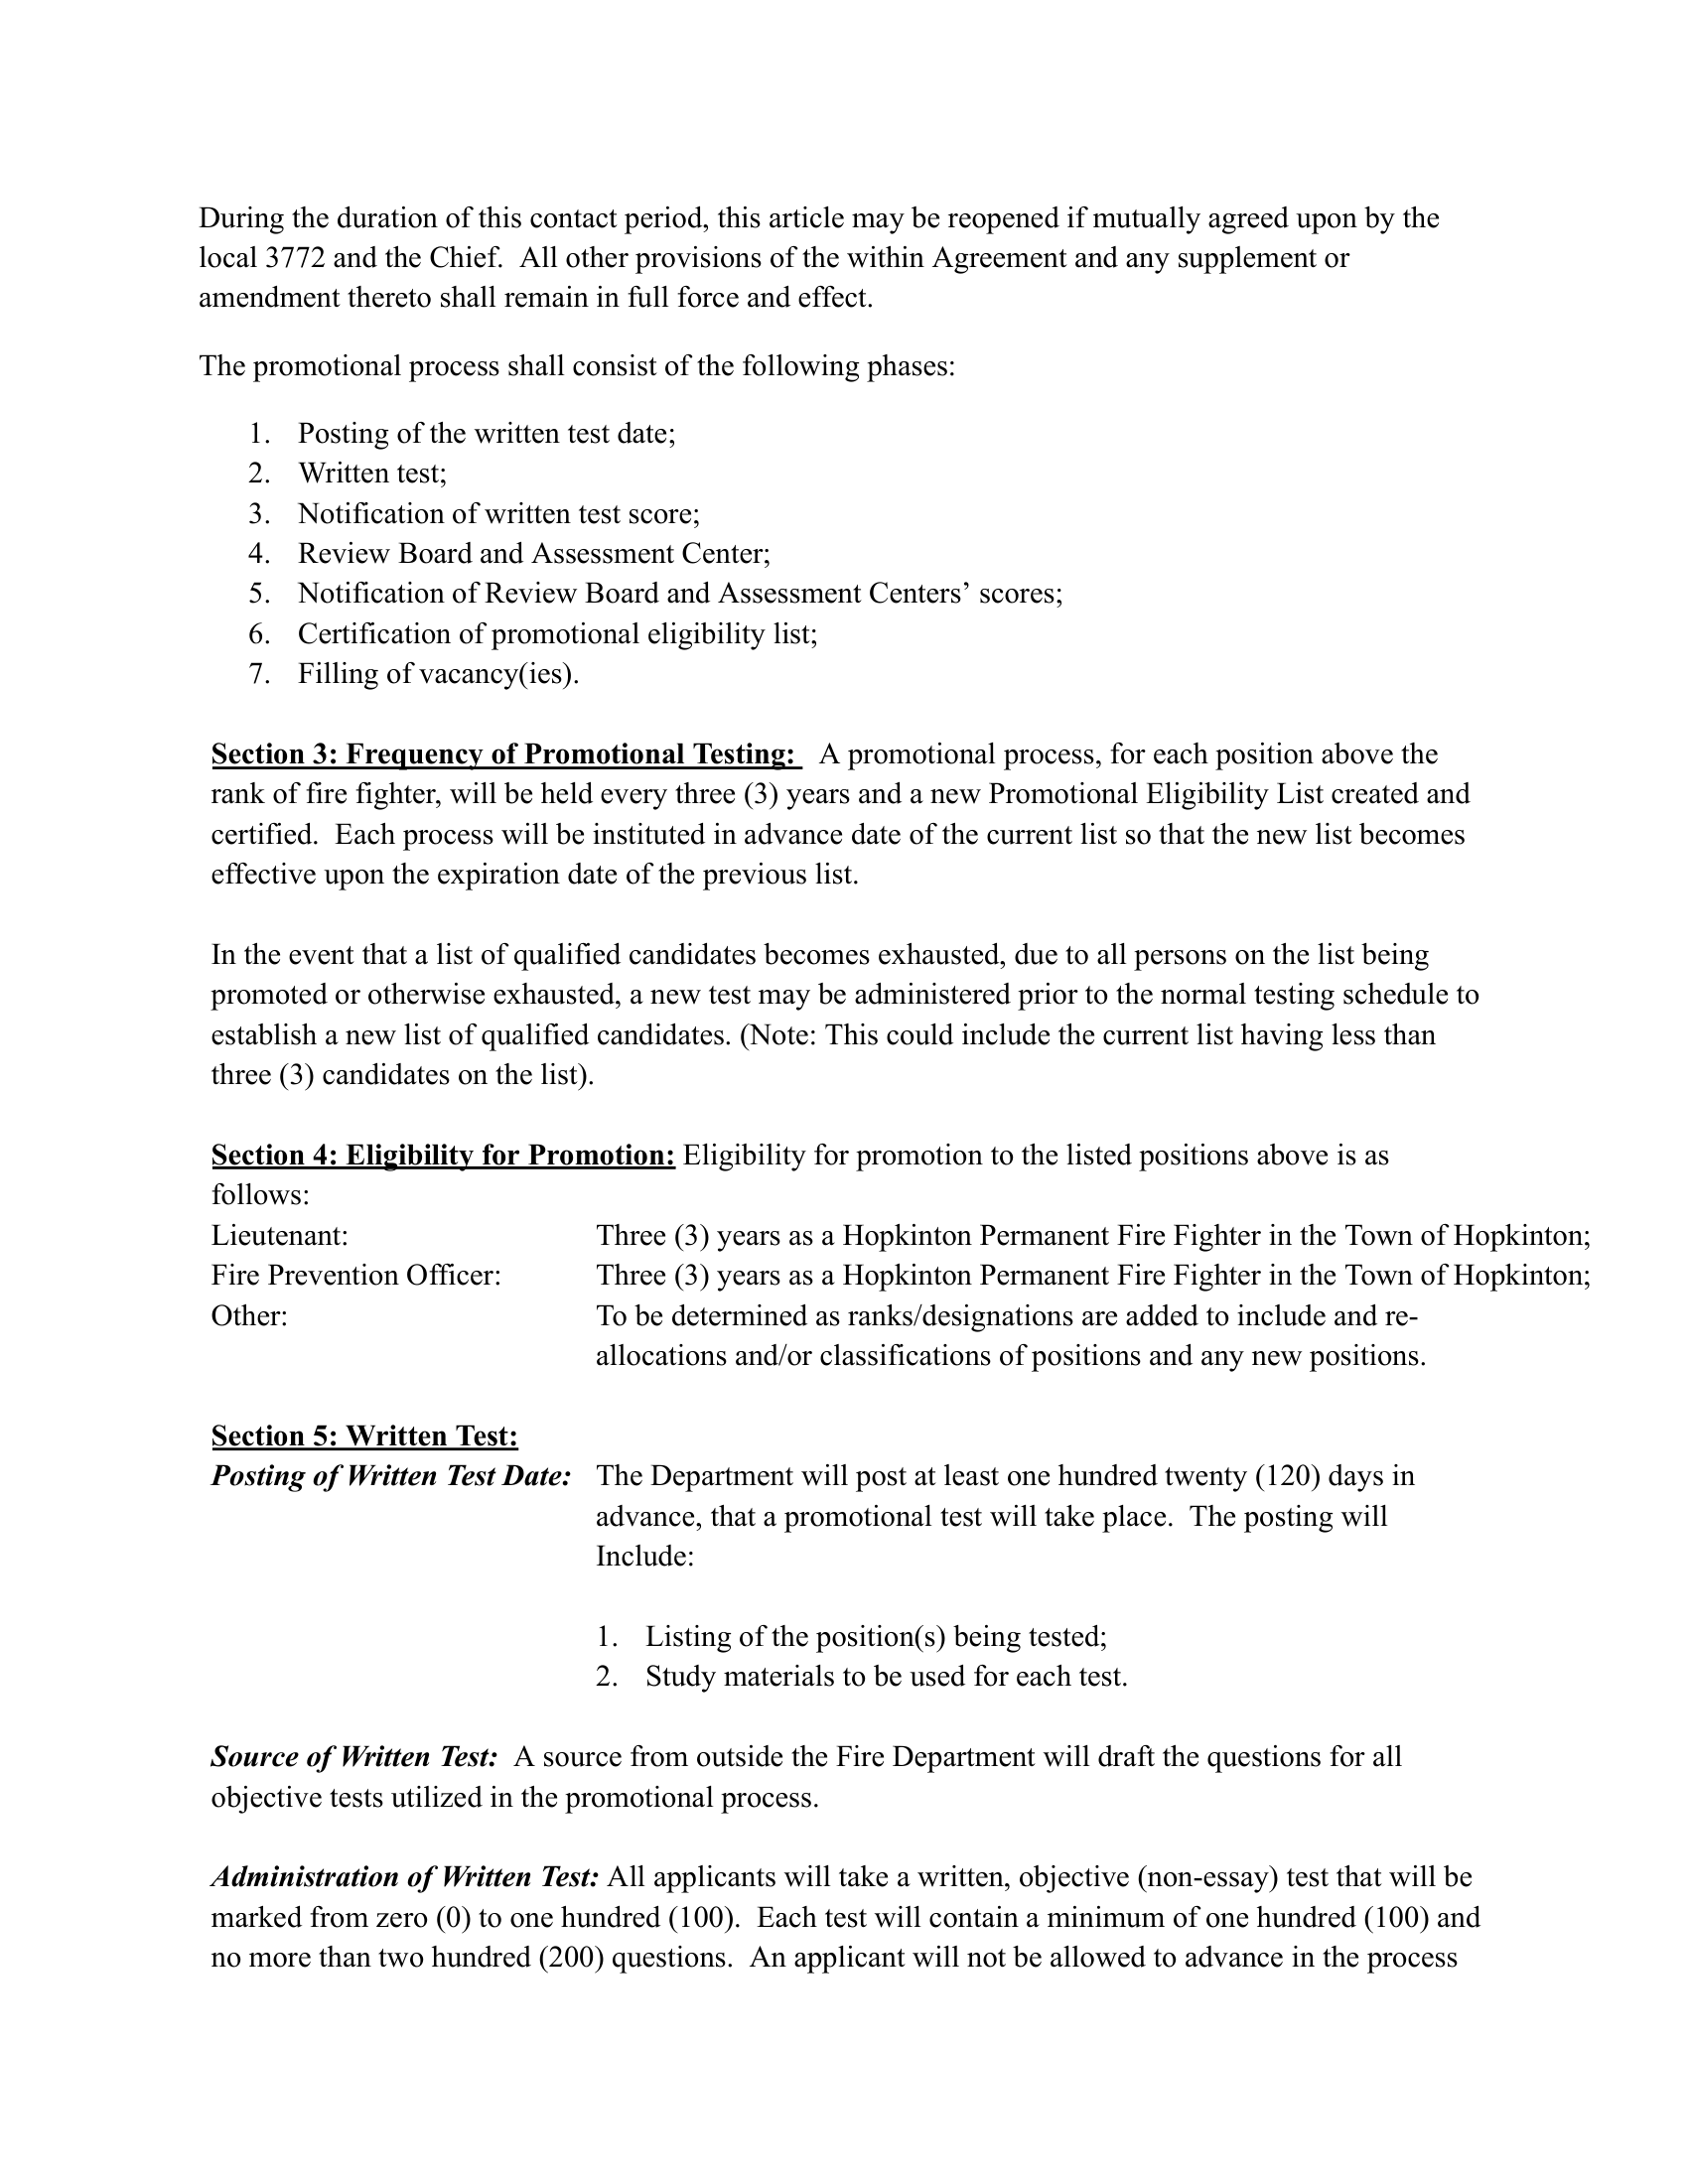 During the duration of this contact period, this article may be reopened if mutually agreed upon by the
local 3772 and the Chief.  All other provisions of the within Agreement and any supplement or
amendment thereto shall remain in full force and effect.
The promotional process shall consist of the following phases:
1. Posting of the written test date;
2. Written test;
3. Notification of written test score;
4. Review Board and Assessment Center;
5. Notification of Review Board and Assessment Centers’ scores;
6. Certification of promotional eligibility list;
7. Filling of vacancy(ies).
Section 3: Frequency of Promotional Testing:   A promotional process, for each position above the
rank of fire fighter, will be held every three (3) years and a new Promotional Eligibility List created and
certified.  Each process will be instituted in advance date of the current list so that the new list becomes
effective upon the expiration date of the previous list.
In the event that a list of qualified candidates becomes exhausted, due to all persons on the list being
promoted or otherwise exhausted, a new test may be administered prior to the normal testing schedule to
establish a new list of qualified candidates. (Note: This could include the current list having less than
three (3) candidates on the list).
Section 4: Eligibility for Promotion: Eligibility for promotion to the listed positions above is as
follows:
Lieutenant: Three (3) years as a Hopkinton Permanent Fire Fighter in the Town of Hopkinton;
Fire Prevention Officer: Three (3) years as a Hopkinton Permanent Fire Fighter in the Town of Hopkinton;
Other: To be determined as ranks/designations are added to include and re-
allocations and/or classifications of positions and any new positions.
Section 5: Written Test:
Posting of Written Test Date: The Department will post at least one hundred twenty (120) days in
advance, that a promotional test will take place.  The posting will
Include:
1. Listing of the position(s) being tested;
2. Study materials to be used for each test.
Source of Written Test:  A source from outside the Fire Department will draft the questions for all
objective tests utilized in the promotional process.
Administration of Written Test: All applicants will take a written, objective (non-essay) test that will be
marked from zero (0) to one hundred (100).  Each test will contain a minimum of one hundred (100) and
no more than two hundred (200) questions.  An applicant will not be allowed to advance in the process